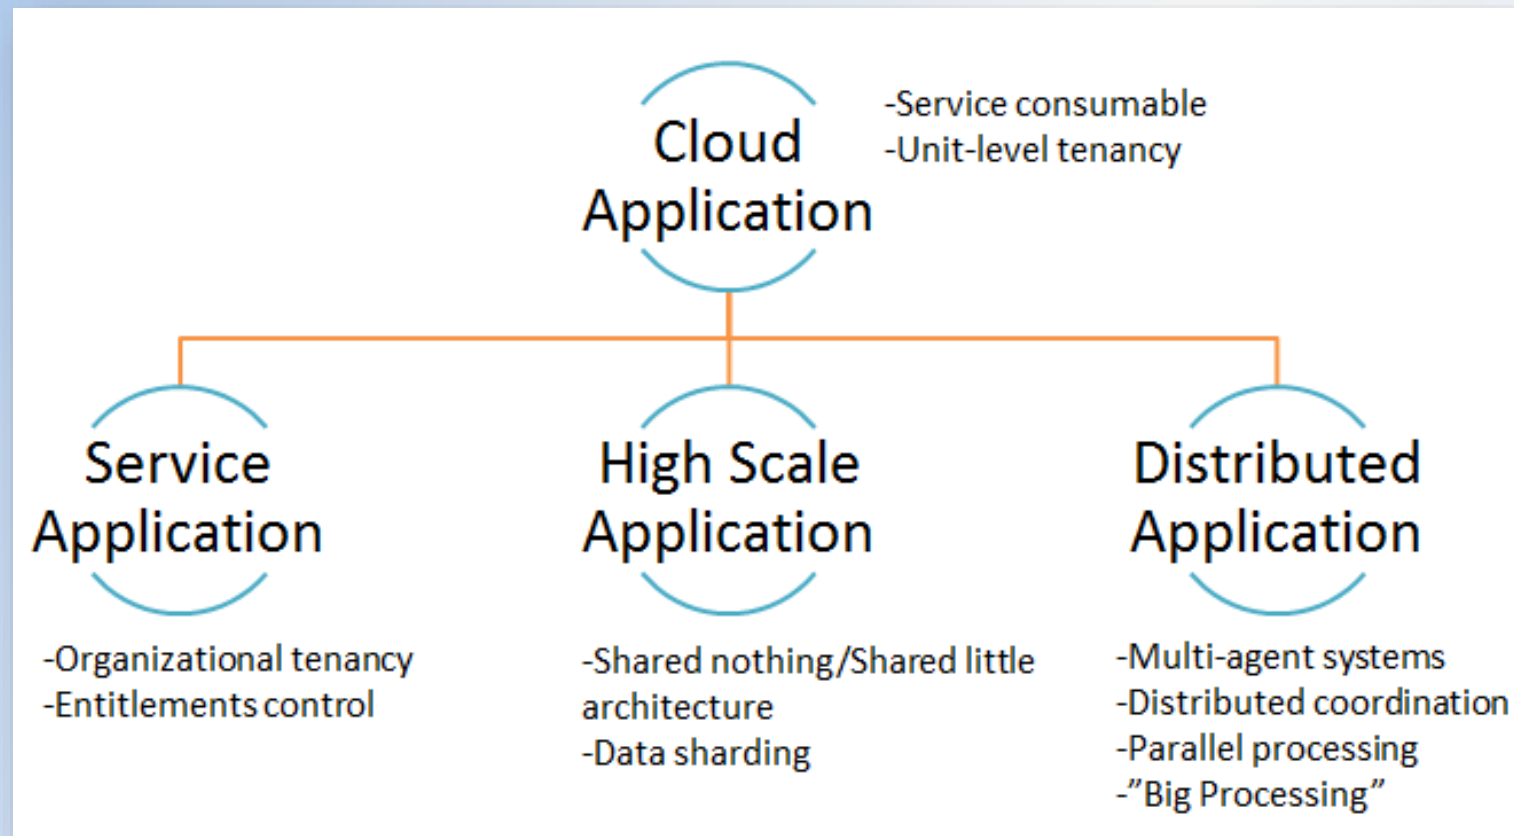 Cloud
Application
-Service consumable
-Unit-level tenancy
Service
Application
-Organizational tenancy
-Entitlements control
High Scale
Application
-Shared nothing/Shared little
architecture
-Data sharding
Distributed
Application
-Multi-agent systems
-Distributed coordination
-Parallel processing
-”Big Processing”